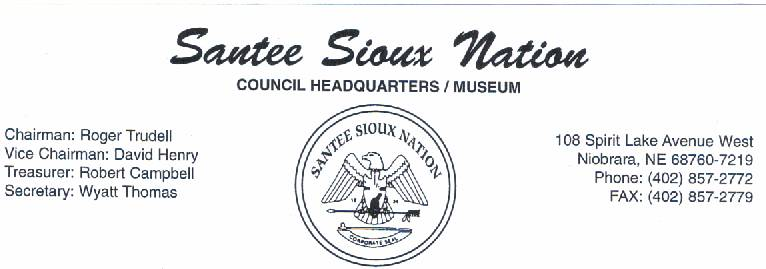 Santee Sioux Nation
COUNCIL HEADQUARTERS / MUSEUM
Chairman: Roger Trudell
Vice Chairman: David Henry
Treasurer: Robert Campbell
Secretary: Wyatt Thomas
SANTEE SIOUX NATION
CORPORATE SEAL
108 Spirit Lake Avenue West
Niobrara, NE 68760-7219
Phone: (402) 857-2772
FAX: (402) 857-2779